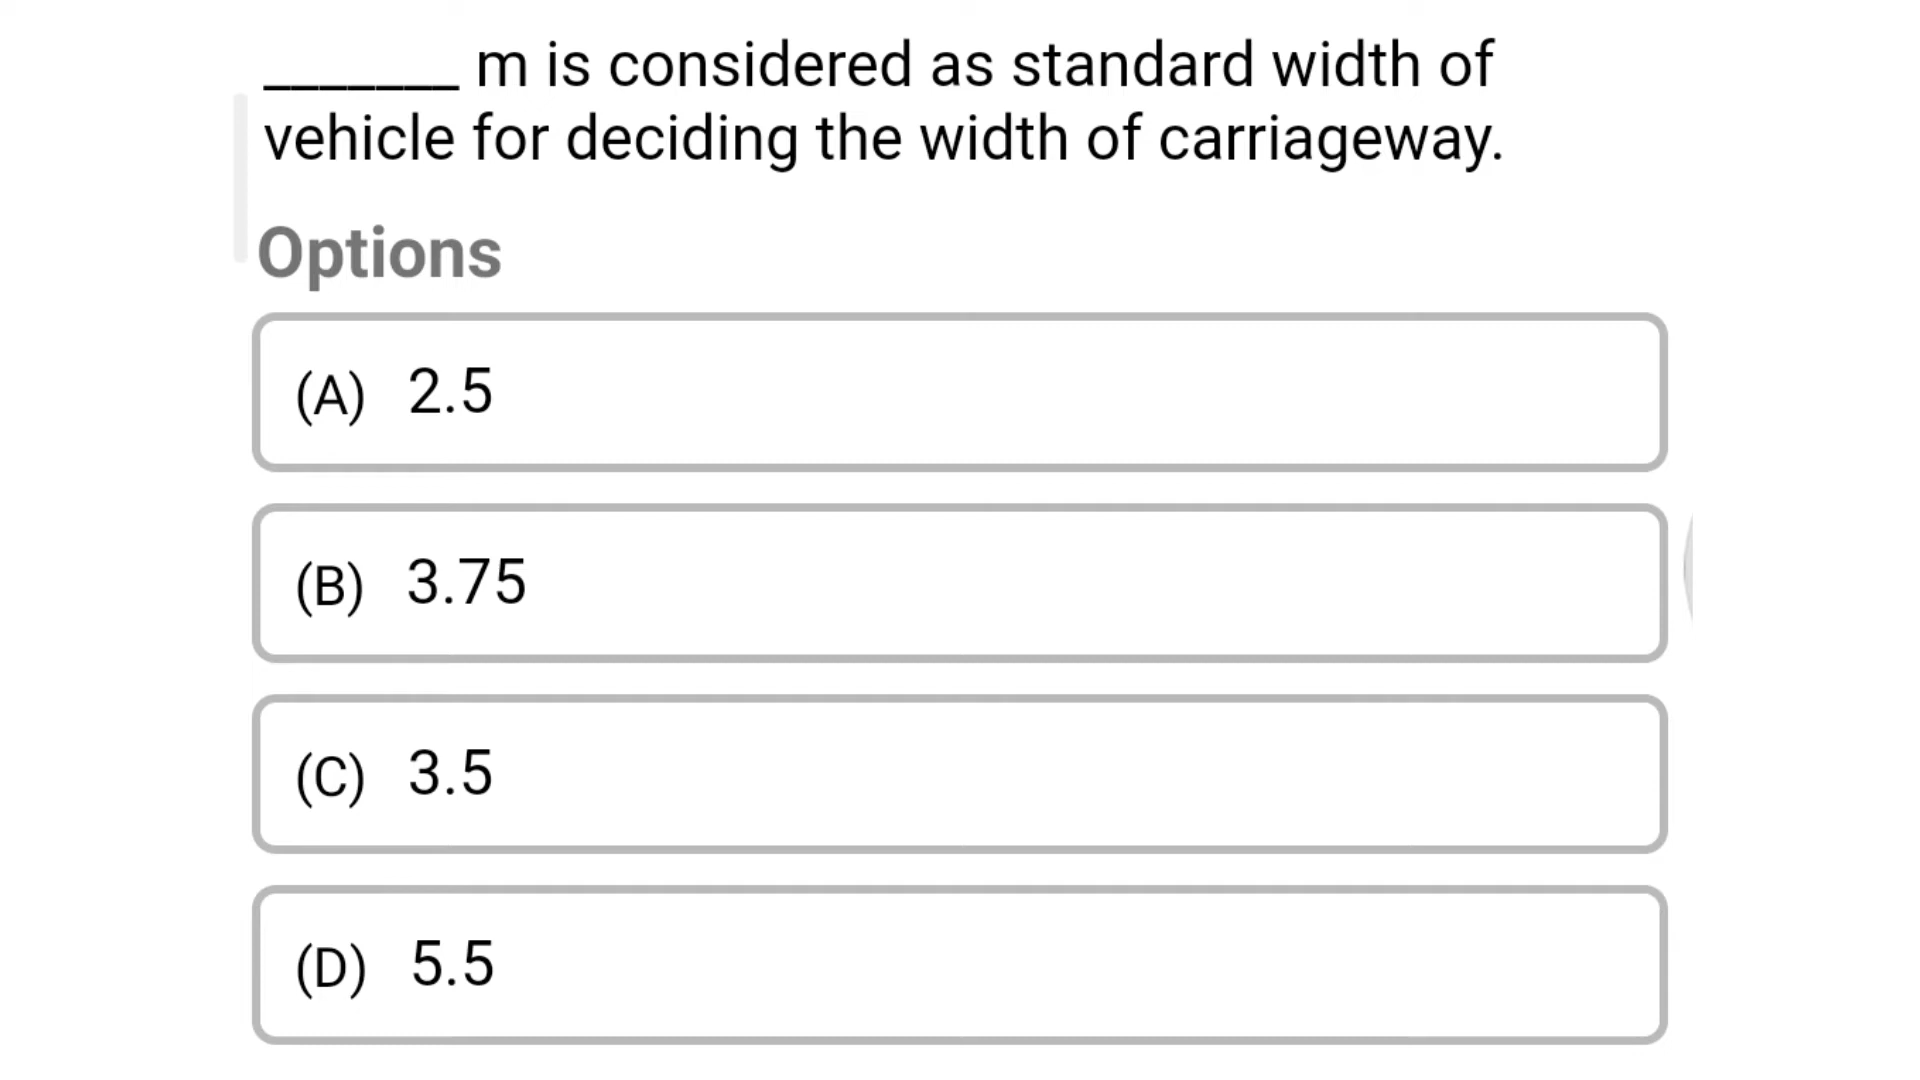 _______ m is considered as standard width of
vehicle for deciding the width of carriageway.
Options
(A) 2.5
(B) 3.75
(C) 3.5
(D) 5.5